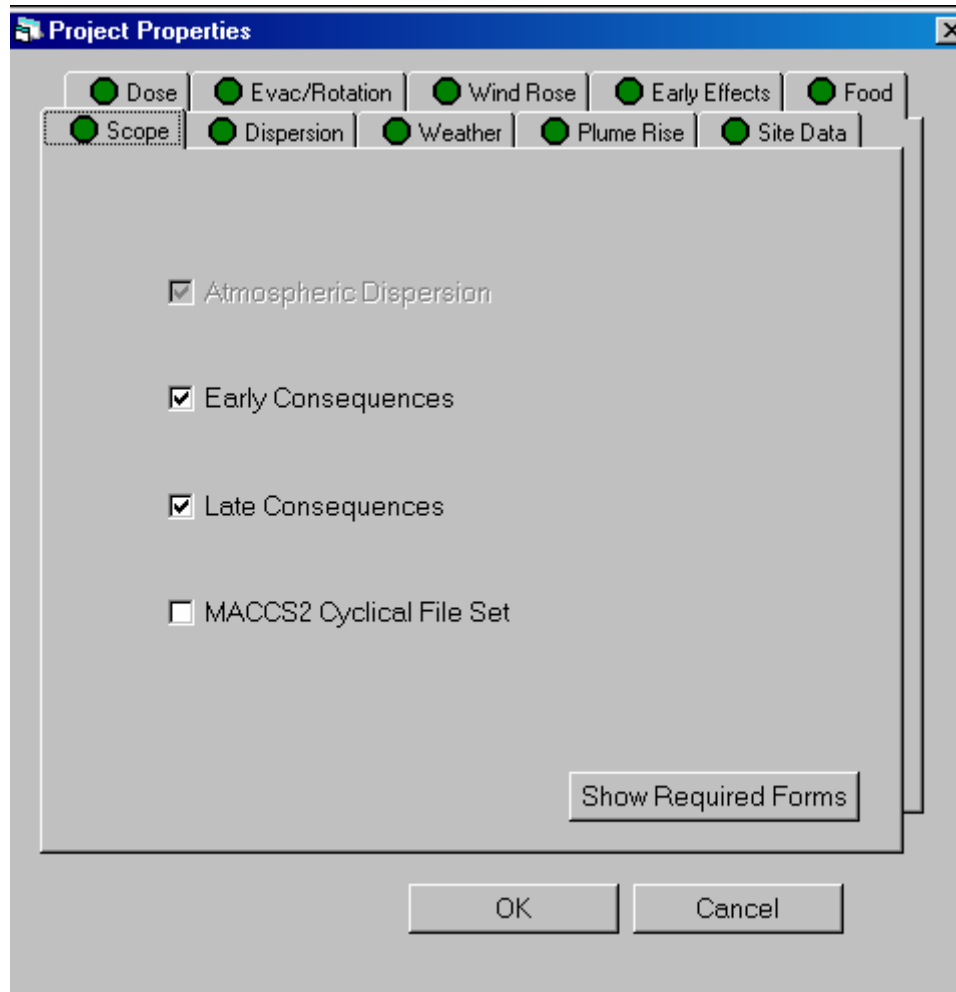 Project Properties
Dose Evac/Rotation Wind Rose Early Effects Food
Scope Dispersion Weather Plume Rise Site Data
Atmospheric Dispersion
Early Consequences
Late Consequences
MACCS2 Cyclical File Set
Show Required Forms
OK Cancel